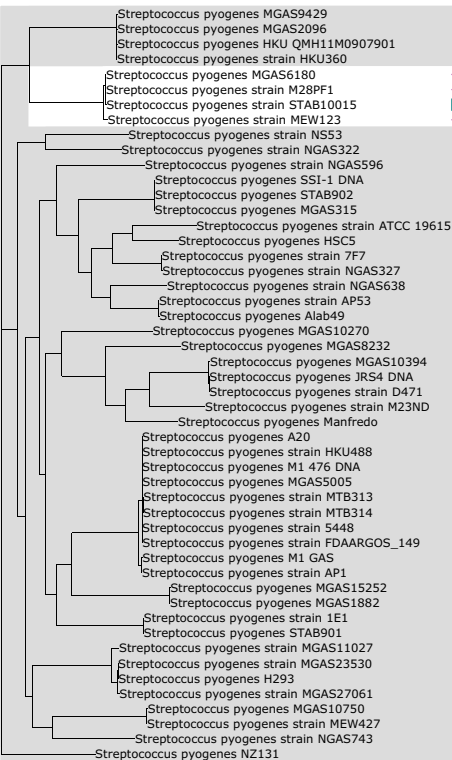 Streptococcus pyogenes MGAS9429
Streptococcus pyogenes MGAS2096
Streptococcus pyogenes HKU QMH11M0907901
Streptococcus pyogenes strain HKU360
Streptococcus pyogenes MGAS6180
Streptococcus pyogenes strain M28PF1
Streptococcus pyogenes strain STAB10015
Streptococcus pyogenes strain MEW123
Streptococcus pyogenes strain NS53
Streptococcus pyogenes strain NGAS322
Streptococcus pyogenes strain NGAS596
Streptococcus pyogenes SSI-1 DNA
Streptococcus pyogenes STAB902
Streptococcus pyogenes MGAS315
Streptococcus pyogenes strain ATCC 19615
Streptococcus pyogenes HSC5
Streptococcus pyogenes strain 7F7
Streptococcus pyogenes strain NGAS327
Streptococcus pyogenes strain NGAS638
Streptococcus pyogenes strain AP53
Streptococcus pyogenes Alab49
Streptococcus pyogenes MGAS10270
Streptococcus pyogenes MGAS8232
Streptococcus pyogenes MGAS10394
Streptococcus pyogenes JRS4 DNA
Streptococcus pyogenes strain D471
Streptococcus pyogenes strain M23ND
Streptococcus pyogenes Manfredo
Streptococcus pyogenes A20
Streptococcus pyogenes strain HKU488
Streptococcus pyogenes M1 476 DNA
Streptococcus pyogenes MGAS5005
Streptococcus pyogenes strain MTB313
Streptococcus pyogenes strain MTB314
Streptococcus pyogenes strain 5448
Streptococcus pyogenes strain FDAARGOS_149
Streptococcus pyogenes M1 GAS
Streptococcus pyogenes strain AP1
Streptococcus pyogenes MGAS15252
Streptococcus pyogenes MGAS1882
Streptococcus pyogenes strain 1E1
Streptococcus pyogenes STAB901
Streptococcus pyogenes strain MGAS11027
Streptococcus pyogenes strain MGAS23530
Streptococcus pyogenes H293
Streptococcus pyogenes strain MGAS27061
Streptococcus pyogenes MGAS10750
Streptococcus pyogenes strain MEW427
Streptococcus pyogenes strain NGAS743
Streptococcus pyogenes NZ131